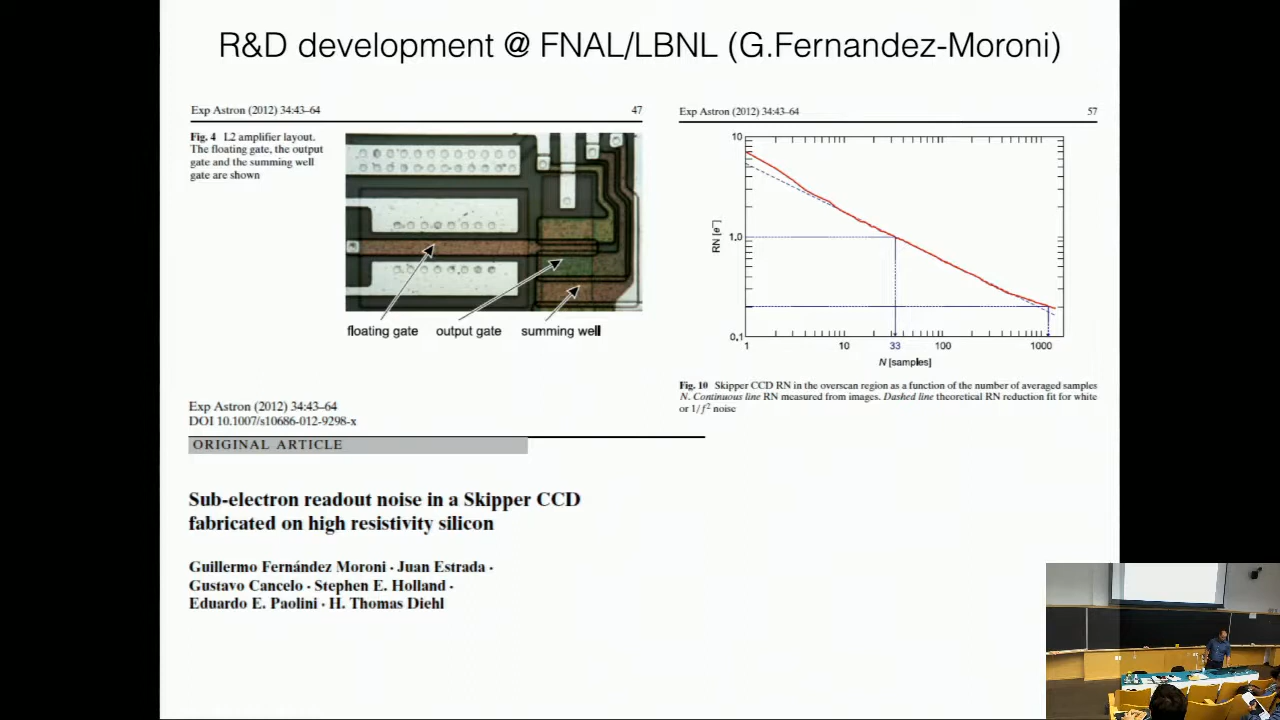 R&D development @ FNAL/LBNL (G.Fernandez-Moroni)
Exp Astron (2012) 34:43–64 47
Fig. 4 L2 amplifier layout.
The floating gate, the output
gate and the summing well
gate are shown
floating gate output gate summing well
Exp Astron (2012) 34:43–64 57
10
1.0
0.1
RN [e⁻]
1 10 33 100 1000
N [samples]
Fig. 10 Skipper CCD RN in the overscan region as a function of the number of averaged samples
N. Continuous line RN measured from images. Dashed line theoretical RN reduction fit for white
or 1/f² noise
Exp Astron (2012) 34:43–64
DOI 10.1007/s10686-012-9298-x
ORIGINAL ARTICLE
Sub-electron readout noise in a Skipper CCD
fabricated on high resistivity silicon
Guillermo Fernández Moroni · Juan Estrada ·
Gustavo Cancelo · Stephen E. Holland ·
Eduardo E. Paolini · H. Thomas Diehl